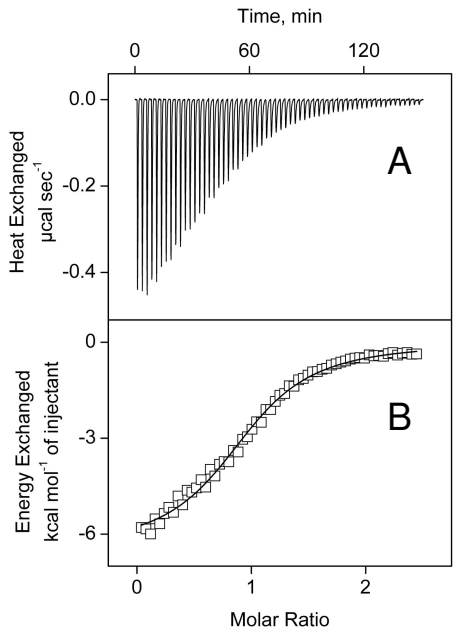 Time, min
0 60 120
0.0
-0.2
-0.4
Heat Exchanged
µcal sec⁻¹
A
0
-3
-6
Energy Exchanged
kcal mol⁻¹ of injectant
B
0 1 2
Molar Ratio